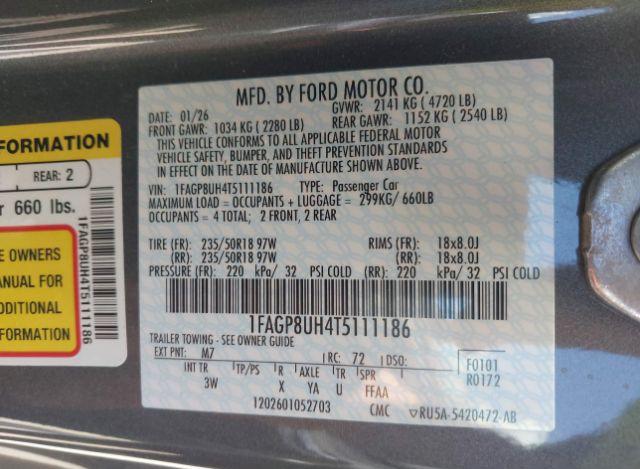 FORMATION
REAR: 2
r 660 lbs.
E OWNERS
ANUAL FOR
DDITIONAL
ORMATION
1FAGP8UH4T5111186
MFD. BY FORD MOTOR CO.
DATE: 01/26 GVWR: 2141 KG ( 4720 LB)
FRONT GAWR: 1034 KG ( 2280 LB) REAR GAWR: 1152 KG ( 2540 LB)
THIS VEHICLE CONFORMS TO ALL APPLICABLE FEDERAL MOTOR
VEHICLE SAFETY, BUMPER, AND THEFT PREVENTION STANDARDS
IN EFFECT ON THE DATE OF MANUFACTURE SHOWN ABOVE.
VIN: 1FAGP8UH4T5111186 TYPE: Passenger Car
MAXIMUM LOAD = OCCUPANTS + LUGGAGE = 299KG/ 660LB
OCCUPANTS = 4 TOTAL; 2 FRONT, 2 REAR
TIRE (FR): 235/50R18 97W RIMS (FR): 18x8.0J
(RR): 235/50R18 97W (RR): 18x8.0J
PRESSURE (FR): 220 kPa/ 32 PSI COLD (RR): 220 kPa/ 32 PSI COLD
1FAGP8UH4T5111186
TRAILER TOWING - SEE OWNER GUIDE
EXT PNT: M7 RC: 72 DSO: F0101
INT TR TP/PS R AXLE TR SPR R0172
3W X YA U FFAA
1202601052703 CMC ▽RU5A-5420472-AB